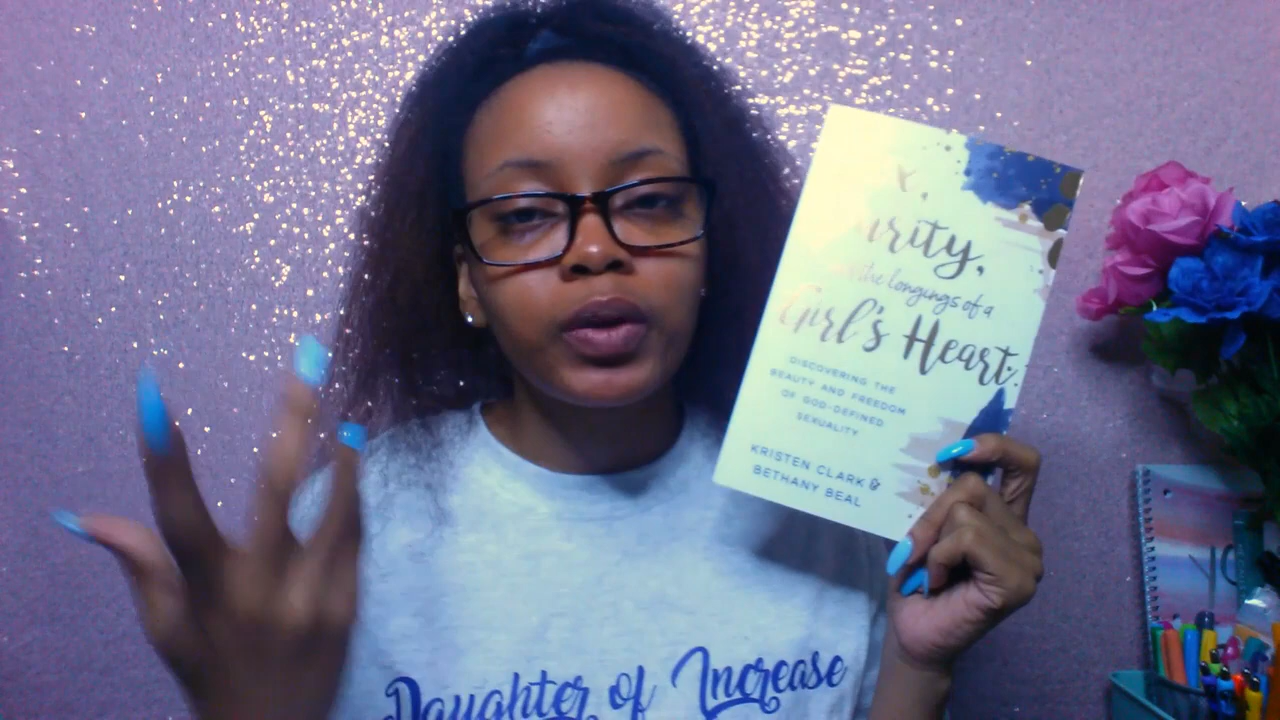 the longings of a
Girl's Heart
DISCOVERING THE
BEAUTY AND FREEDOM
OF GOD-DEFINED
SEXUALITY
KRISTEN CLARK &
BETHANY BEAL
Daughter of Increase